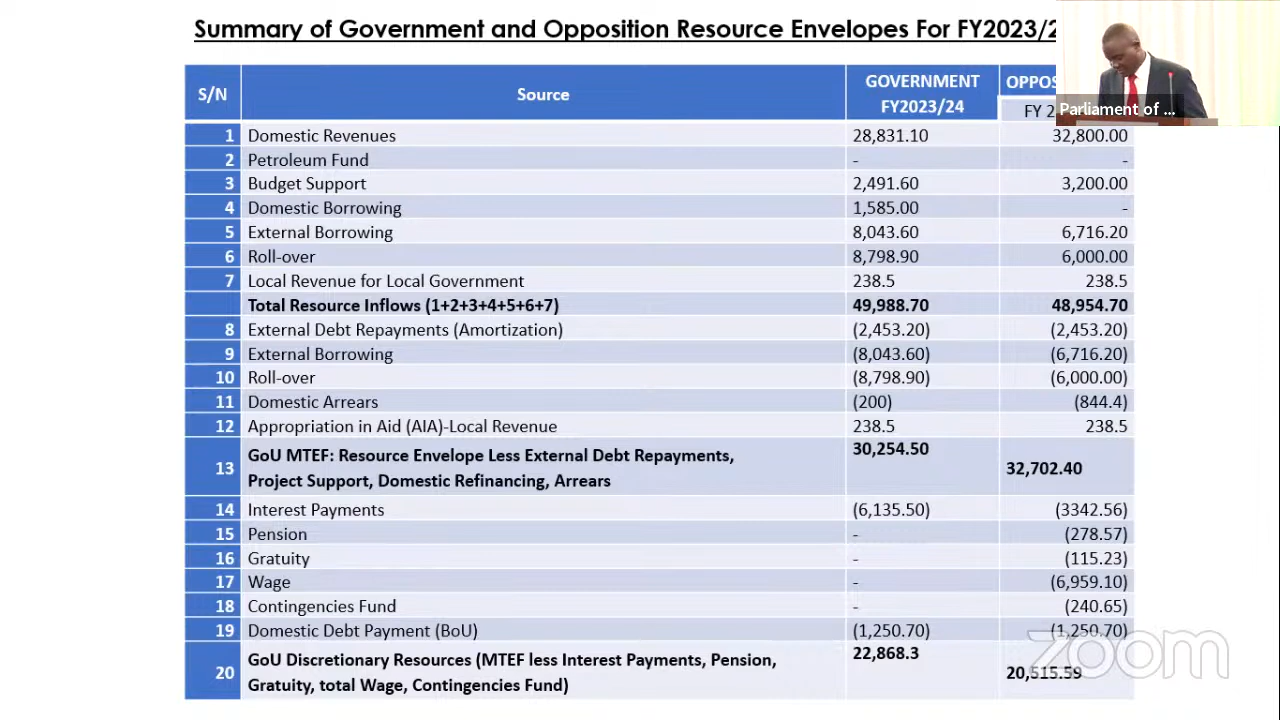 Summary of Government and Opposition Resource Envelopes For FY2023/2
S/N Source GOVERNMENT FY2023/24 OPPOS FY 2
Parliament of ...
1 Domestic Revenues 28,831.10 32,800.00
2 Petroleum Fund - -
3 Budget Support 2,491.60 3,200.00
4 Domestic Borrowing 1,585.00 -
5 External Borrowing 8,043.60 6,716.20
6 Roll-over 8,798.90 6,000.00
7 Local Revenue for Local Government 238.5 238.5
Total Resource Inflows (1+2+3+4+5+6+7) 49,988.70 48,954.70
8 External Debt Repayments (Amortization) (2,453.20) (2,453.20)
9 External Borrowing (8,043.60) (6,716.20)
10 Roll-over (8,798.90) (6,000.00)
11 Domestic Arrears (200) (844.4)
12 Appropriation in Aid (AIA)-Local Revenue 238.5 238.5
13 GoU MTEF: Resource Envelope Less External Debt Repayments, 30,254.50
Project Support, Domestic Refinancing, Arrears 32,702.40
14 Interest Payments (6,135.50) (3342.56)
15 Pension - (278.57)
16 Gratuity - (115.23)
17 Wage - (6,959.10)
18 Contingencies Fund - (240.65)
19 Domestic Debt Payment (BoU) (1,250.70) (1,250.70)
20 GoU Discretionary Resources (MTEF less Interest Payments, Pension, 22,868.3
Gratuity, total Wage, Contingencies Fund) 20,515.59
zoom